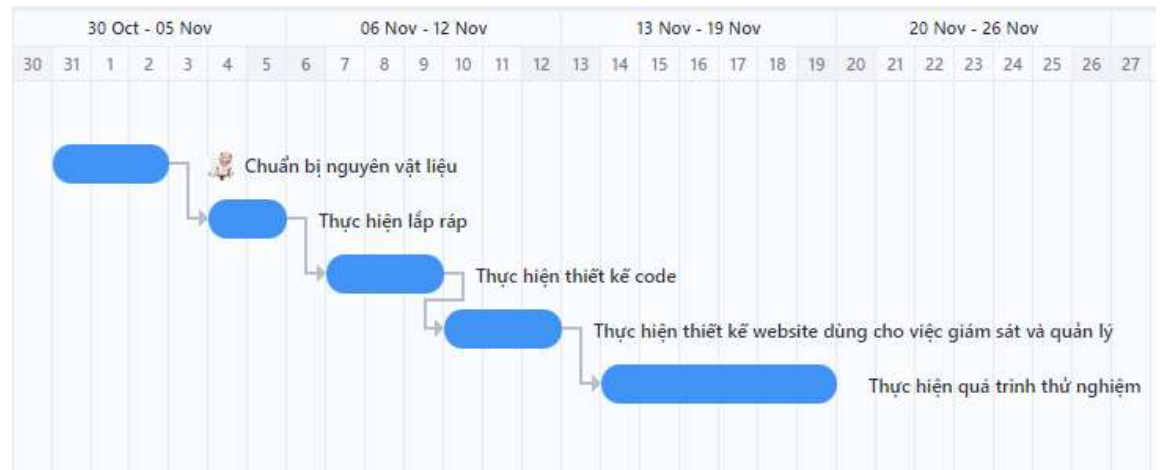 30 Oct - 05 Nov 06 Nov - 12 Nov 13 Nov - 19 Nov 20 Nov - 26 Nov
30 31 1 2 3 4 5 6 7 8 9 10 11 12 13 14 15 16 17 18 19 20 21 22 23 24 25 26 27
Chuẩn bị nguyên vật liệu
Thực hiện lắp ráp
Thực hiện thiết kế code
Thực hiện thiết kế website dùng cho việc giám sát và quản lý
Thực hiện quá trình thử nghiệm